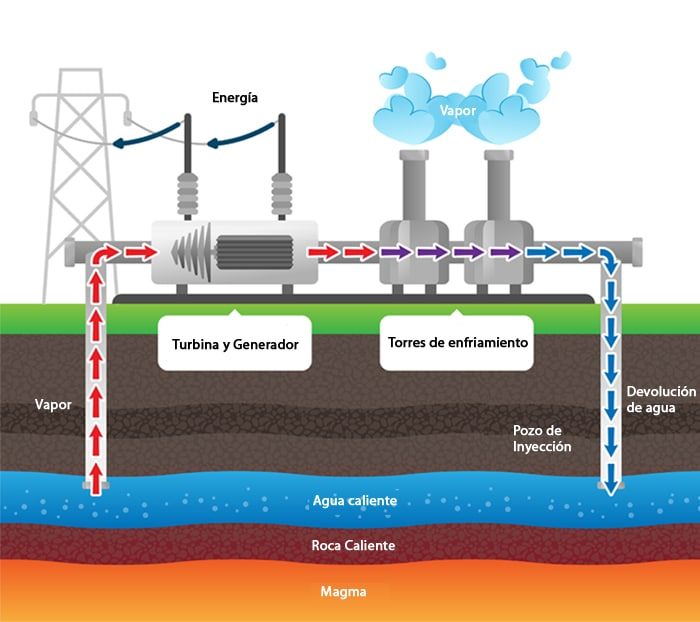 Energía
Vapor
Turbina y Generador
Torres de enfriamiento
Vapor
Devolución
de agua
Pozo de
Inyección
Agua caliente
Roca Caliente
Magma